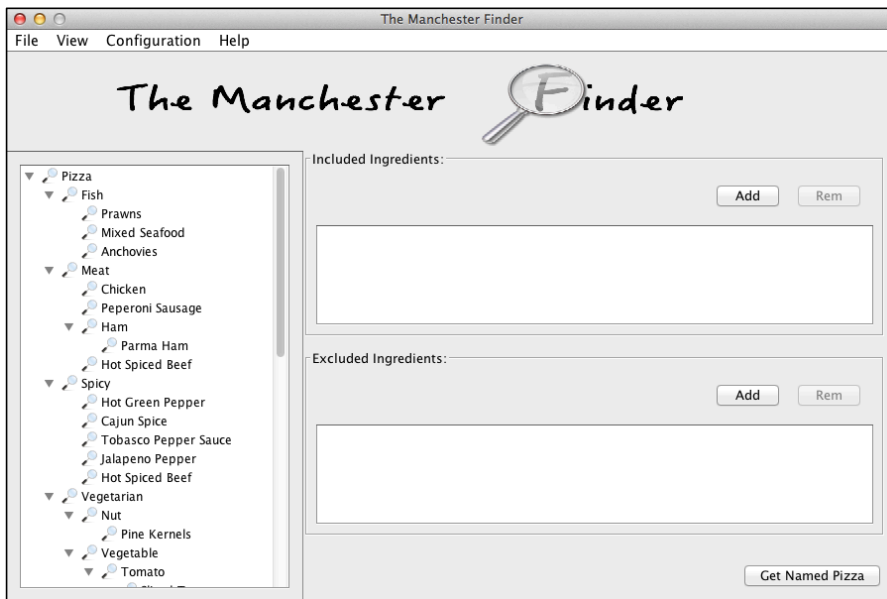 The Manchester Finder
File View Configuration Help
The Manchester Finder
Pizza
Fish
Prawns
Mixed Seafood
Anchovies
Meat
Chicken
Peperoni Sausage
Ham
Parma Ham
Hot Spiced Beef
Spicy
Hot Green Pepper
Cajun Spice
Tobasco Pepper Sauce
Jalapeno Pepper
Hot Spiced Beef
Vegetarian
Nut
Pine Kernels
Vegetable
Tomato
Included Ingredients:
Add Rem
Excluded Ingredients:
Add Rem
Get Named Pizza